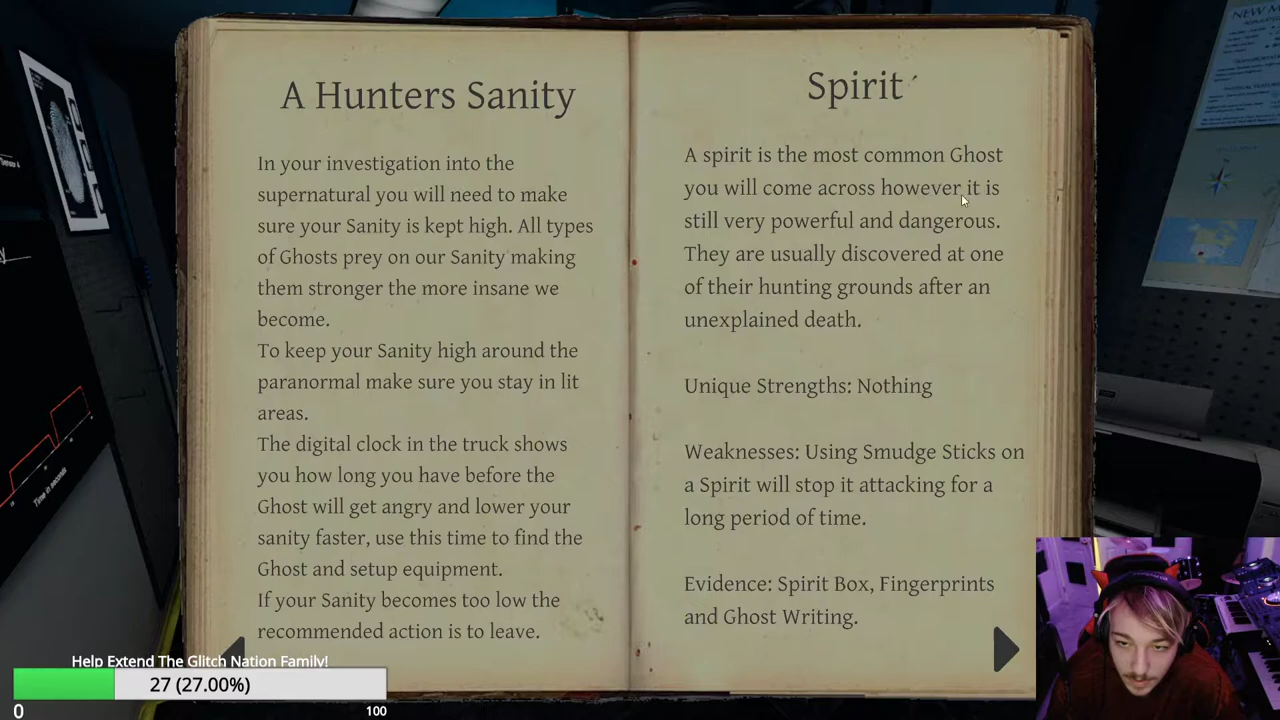 A Hunters Sanity
In your investigation into the
supernatural you will need to make
sure your Sanity is kept high. All types
of Ghosts prey on our Sanity making
them stronger the more insane we
become.
To keep your Sanity high around the
paranormal make sure you stay in lit
areas.
The digital clock in the truck shows
you how long you have before the
Ghost will get angry and lower your
sanity faster, use this time to find the
Ghost and setup equipment.
If your Sanity becomes too low the
recommended action is to leave.
Spirit
A spirit is the most common Ghost
you will come across however it is
still very powerful and dangerous.
They are usually discovered at one
of their hunting grounds after an
unexplained death.
Unique Strengths: Nothing
Weaknesses: Using Smudge Sticks on
a Spirit will stop it attacking for a
long period of time.
Evidence: Spirit Box, Fingerprints
and Ghost Writing.
Time in seconds
Help Extend The Glitch Nation Family!
27 (27.00%)
0
100